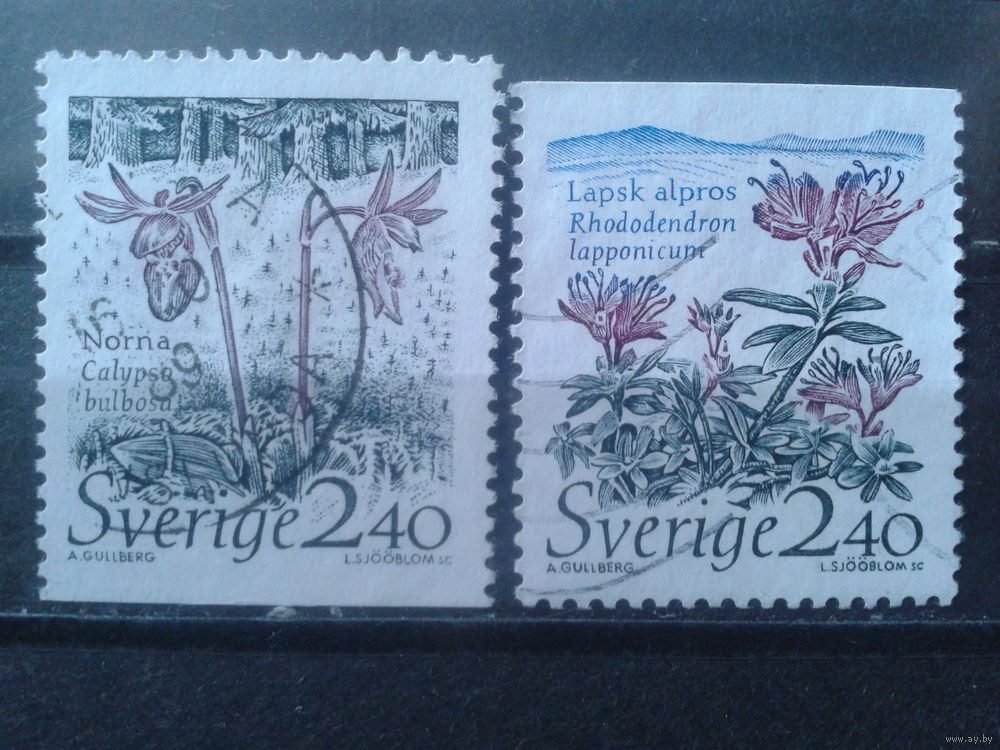 Norna
Calypso
bulbosa
Sverige 2.40
A.GULLBERG L.SJÖÖBLOM SC
Lapsk alpros
Rhododendron
lapponicum
Sverige 2.40
A.GULLBERG L.SJÖÖBLOM SC
www.ay.by